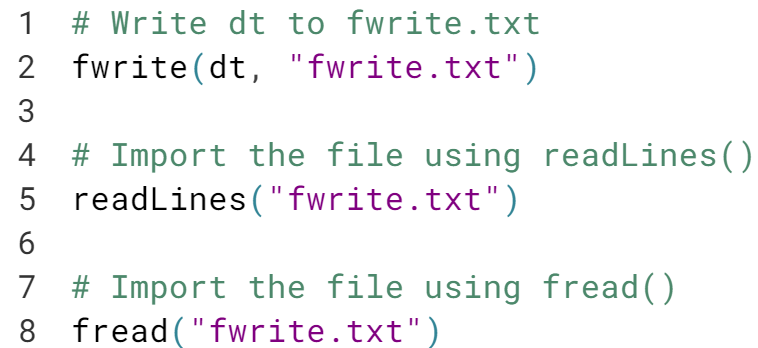 1 # Write dt to fwrite.txt
2 fwrite(dt, "fwrite.txt")
3
4 # Import the file using readLines()
5 readLines("fwrite.txt")
6
7 # Import the file using fread()
8 fread("fwrite.txt")